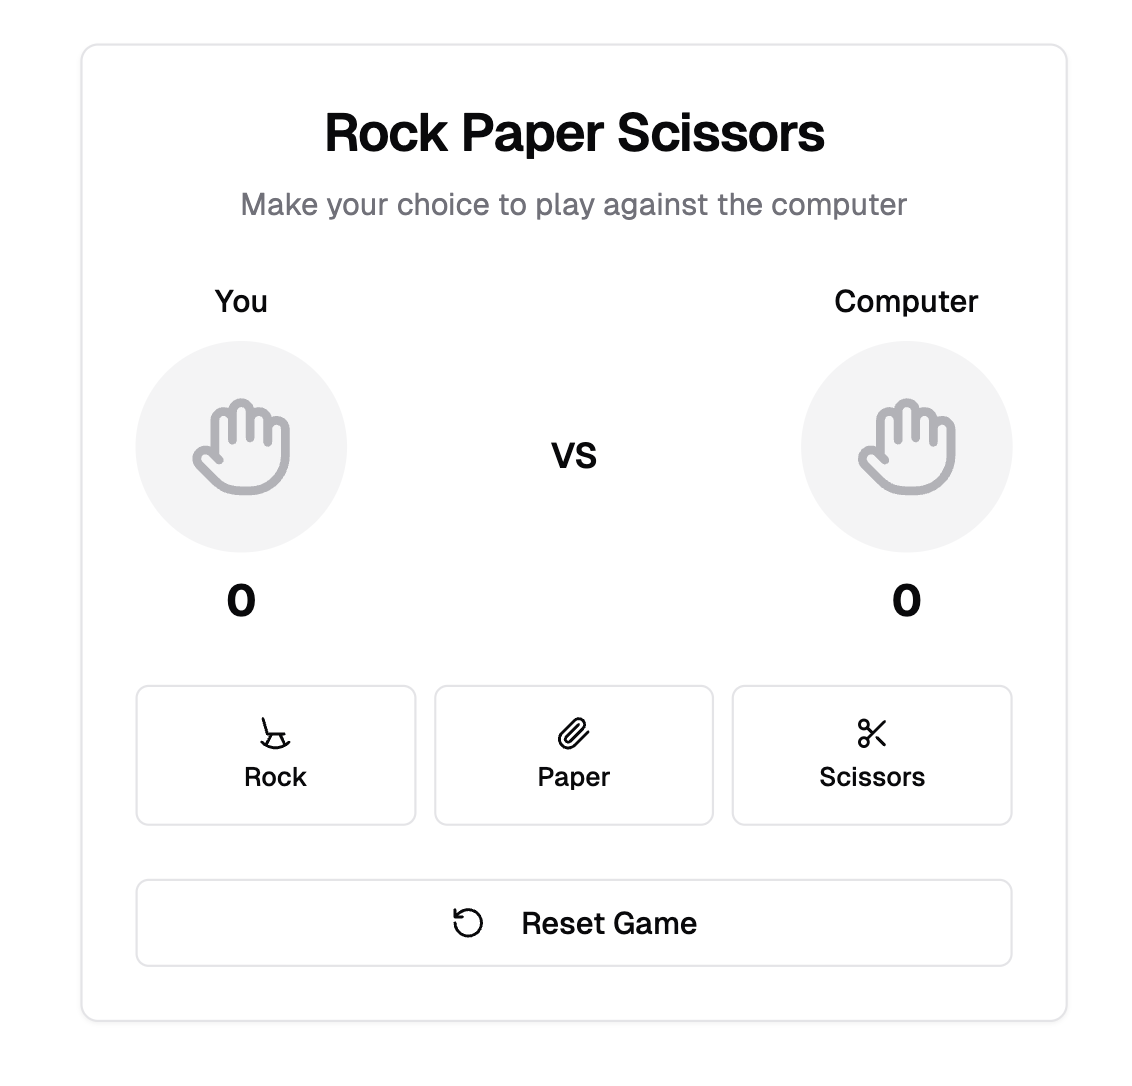 Rock Paper Scissors
Make your choice to play against the computer
You
Computer
VS
0
0
Rock
Paper
Scissors
Reset Game